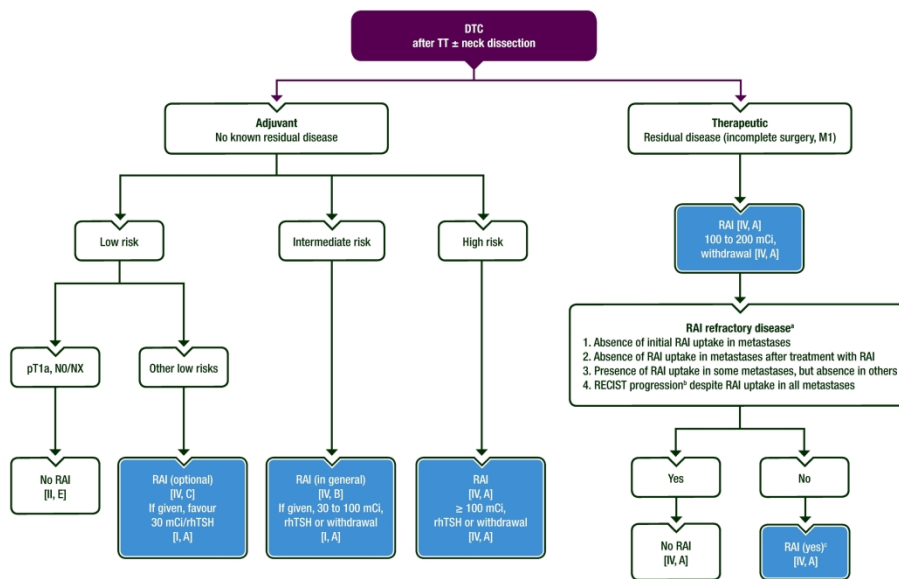 DTC
after TT ± neck dissection
Adjuvant
No known residual disease
Therapeutic
Residual disease (incomplete surgery, M1)
Low risk
Intermediate risk
High risk
RAI [IV, A]
100 to 200 mCi,
withdrawal [IV, A]
pT1a, N0/NX
Other low risks
RAI refractory diseaseª
1. Absence of initial RAI uptake in metastases
2. Absence of RAI uptake in metastases after treatment with RAI
3. Presence of RAI uptake in some metastases, but absence in others
4. RECIST progressionᵇ despite RAI uptake in all metastases
No RAI
[II, E]
RAI (optional)
[IV, C]
If given, favour
30 mCi/rhTSH
[I, A]
RAI (in general)
[IV, B]
If given, 30 to 100 mCi,
rhTSH or withdrawal
[I, A]
RAI
[IV, A]
≥ 100 mCi,
rhTSH or withdrawal
[IV, A]
Yes
No
No RAI
[IV, A]
RAI (yes)ᶜ
[IV, A]